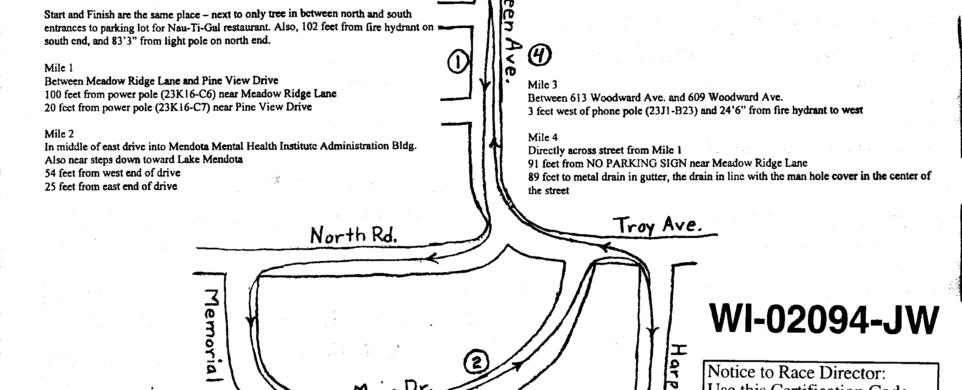 Start and Finish are the same place – next to only tree in between north and south
entrances to parking lot for Nau-Ti-Gal restaurant. Also, 102 feet from fire hydrant on
south end, and 83'3" from light pole on north end.
Mile 1
Between Meadow Ridge Lane and Pine View Drive
100 feet from power pole (23K16-C6) near Meadow Ridge Lane
20 feet from power pole (23K16-C7) near Pine View Drive
Mile 2
In middle of east drive into Mendota Mental Health Institute Administration Bldg.
Also near steps down toward Lake Mendota
54 feet from west end of drive
25 feet from east end of drive
1
Ave.
4
Mile 3
Between 613 Woodward Ave. and 609 Woodward Ave.
3 feet west of phone pole (23J1-B23) and 24'6" from fire hydrant to west
Mile 4
Directly across street from Mile 1
91 feet from NO PARKING SIGN near Meadow Ridge Lane
89 feet to metal drain in gutter, the drain in line with the man hole cover in the center of
the street
North Rd.
Troy Ave.
Memorial
2
Dr.
WI-02094-JW
Notice to Race Director:
Use this Certification Code